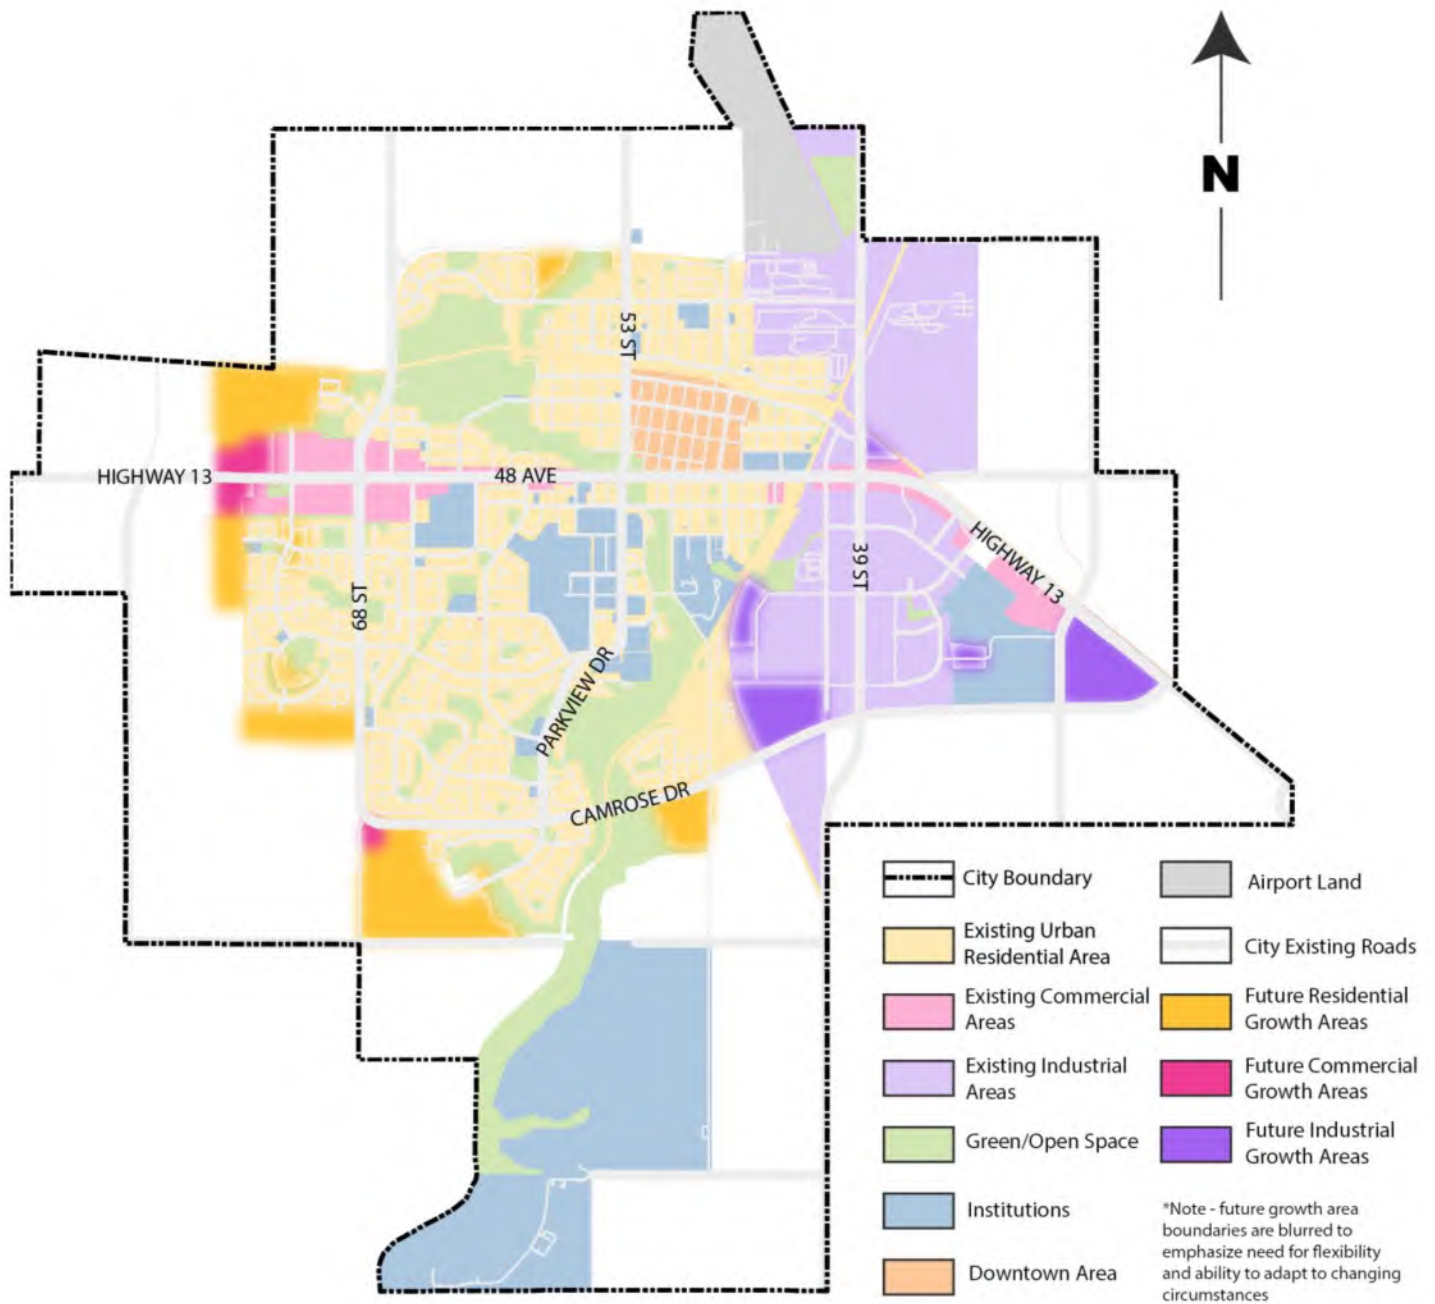 N
53 ST
HIGHWAY 13
48 AVE
HIGHWAY 13
39 ST
68 ST
PARKVIEW DR
CAMROSE DR
City Boundary
Existing Urban
Residential Area
Existing Commercial
Areas
Existing Industrial
Areas
Green/Open Space
Institutions
Downtown Area
Airport Land
City Existing Roads
Future Residential
Growth Areas
Future Commercial
Growth Areas
Future Industrial
Growth Areas
*Note - future growth area
boundaries are blurred to
emphasize need for flexibility
and ability to adapt to changing
circumstances